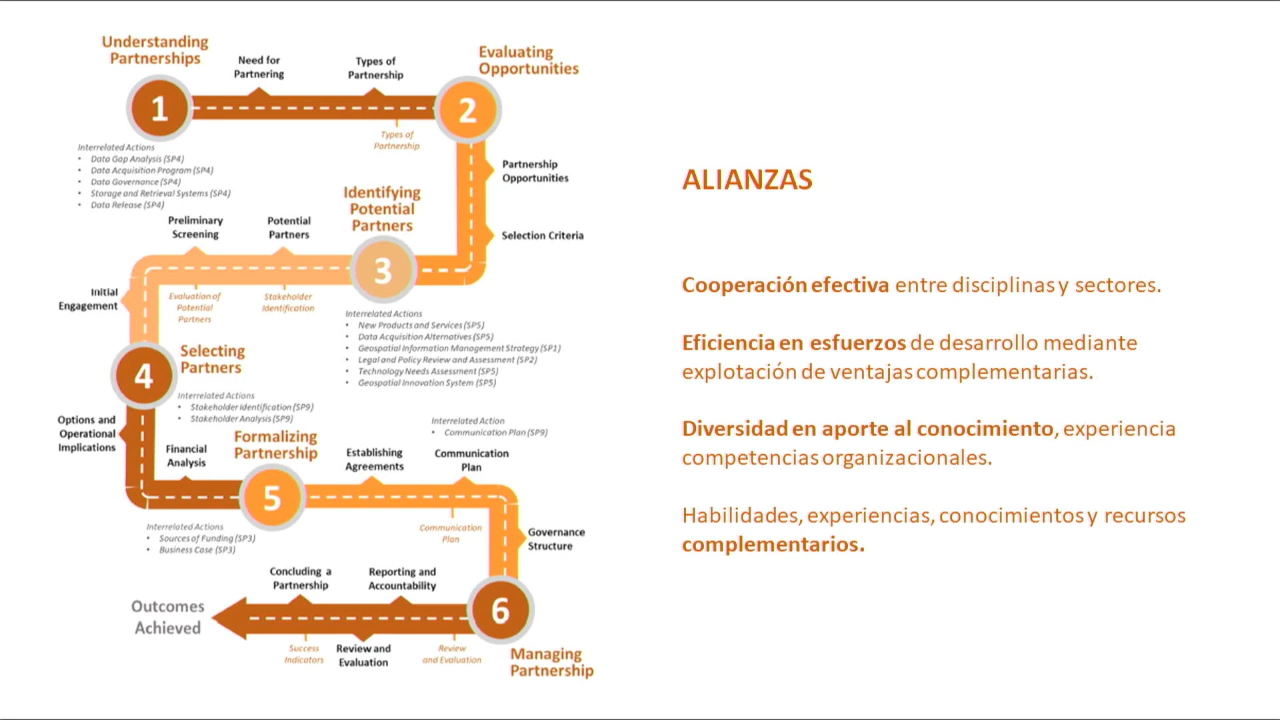 Understanding
Partnerships
1
Need for
Partnering
Types of
Partnership
Types of
Partnership
Evaluating
Opportunities
2
Interrelated Actions
• Data Gap Analysis (SP4)
• Data Acquisition Program (SP4)
• Data Governance (SP4)
• Storage and Retrieval Systems (SP4)
• Data Release (SP4)
Partnership
Opportunities
Selection Criteria
Identifying
Potential
Partners
3
Potential
Partners
Preliminary
Screening
Stakeholder
Identification
Evaluation of
Potential
Partners
Interrelated Actions
• New Products and Services (SP5)
• Data Acquisition Alternatives (SP5)
• Geospatial Information Management Strategy (SP1)
• Legal and Policy Review and Assessment (SP2)
• Technology Needs Assessment (SP5)
• Geospatial Innovation System (SP5)
Initial
Engagement
4
Selecting
Partners
Interrelated Actions
• Stakeholder Identification (SP9)
• Stakeholder Analysis (SP9)
Options and
Operational
Implications
Financial
Analysis
Formalizing
Partnership
5
Interrelated Actions
• Sources of Funding (SP3)
• Business Case (SP3)
Establishing
Agreements
Interrelated Action
• Communication Plan (SP9)
Communication
Plan
Communication
Plan
Governance
Structure
6
Managing
Partnership
Reporting and
Accountability
Concluding a
Partnership
Review
and Evaluation
Review and
Evaluation
Success
Indicators
Outcomes
Achieved
ALIANZAS
Cooperación efectiva entre disciplinas y sectores.
Eficiencia en esfuerzos de desarrollo mediante
explotación de ventajas complementarias.
Diversidad en aporte al conocimiento, experiencia
competencias organizacionales.
Habilidades, experiencias, conocimientos y recursos
complementarios.